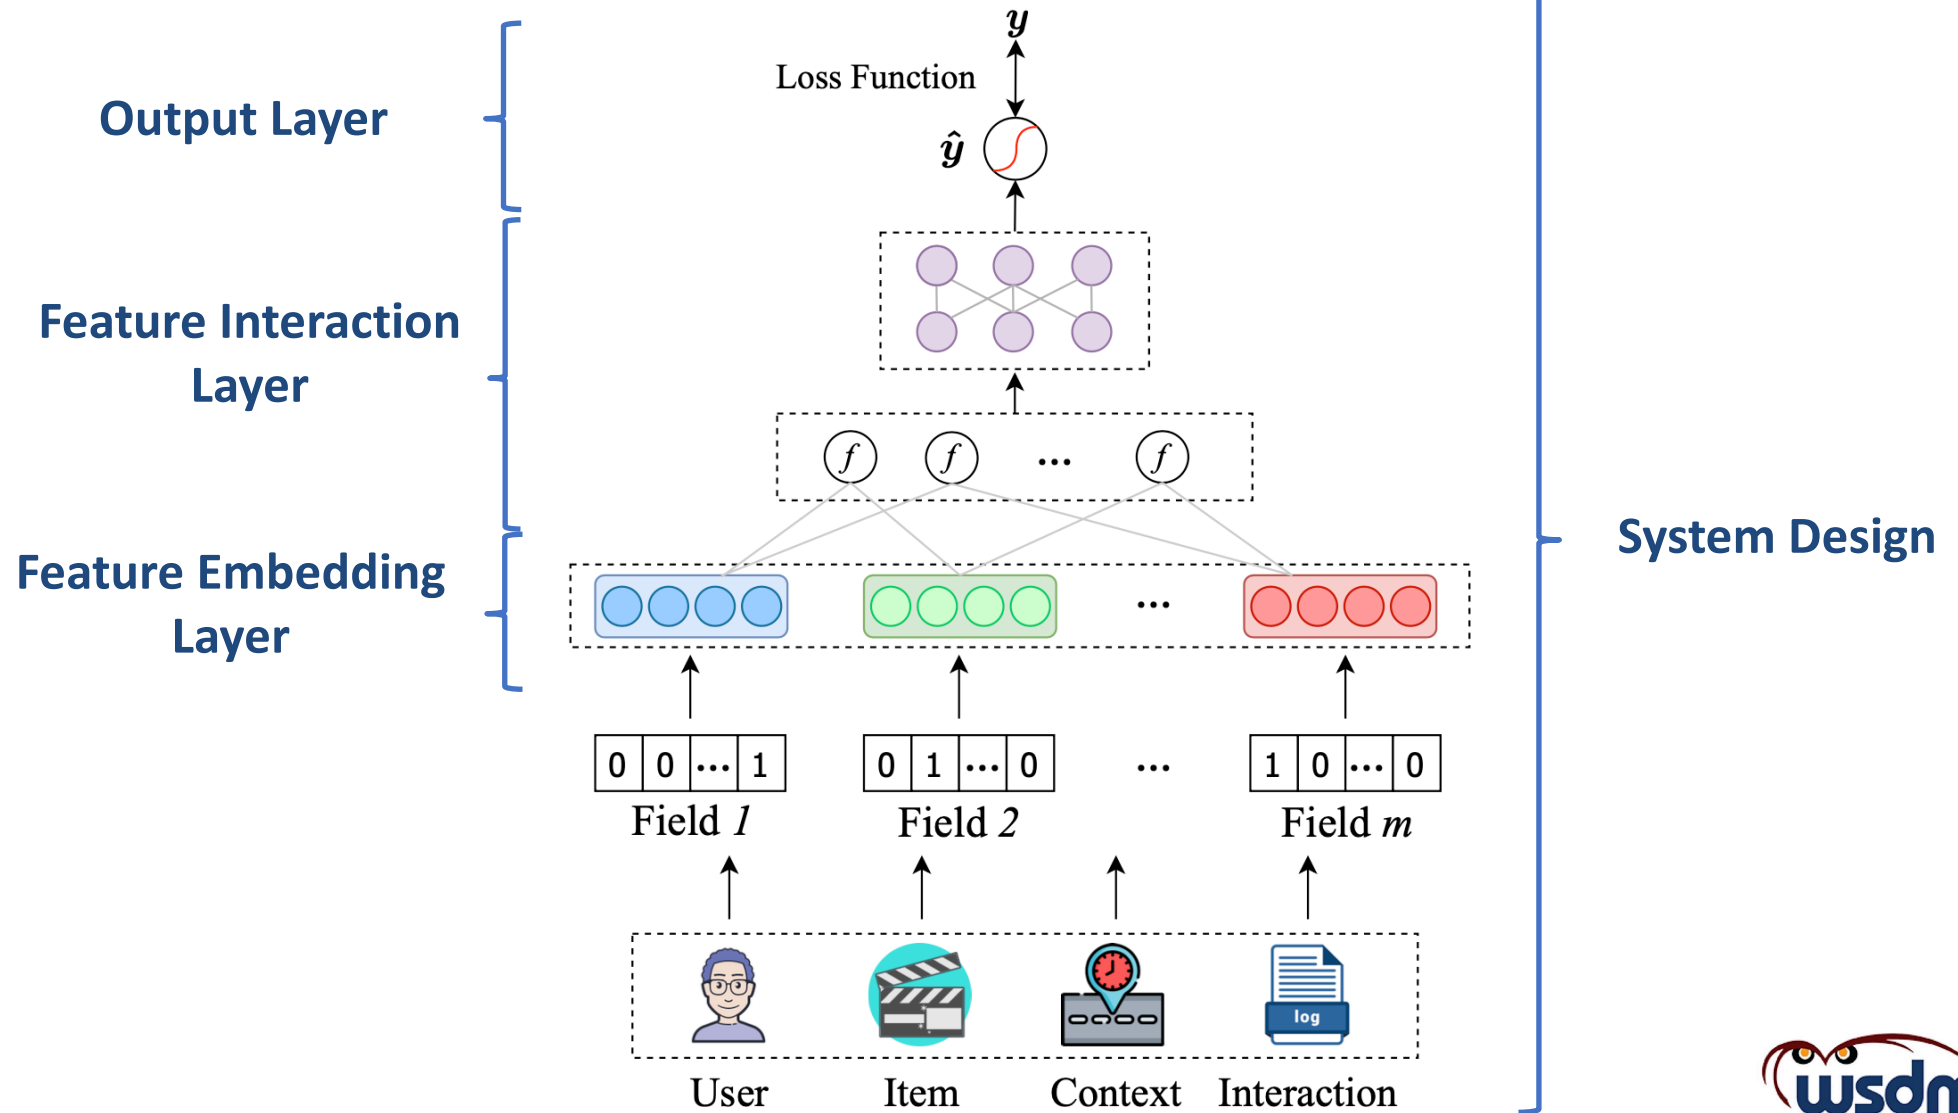 y
Loss Function
Output Layer
ŷ
Feature Interaction
Layer
f f ... f
System Design
Feature Embedding
Layer
...
0 0 ... 1
0 1 ... 0
...
1 0 ... 0
Field 1
Field 2
Field m
log
User
Item
Context
Interaction